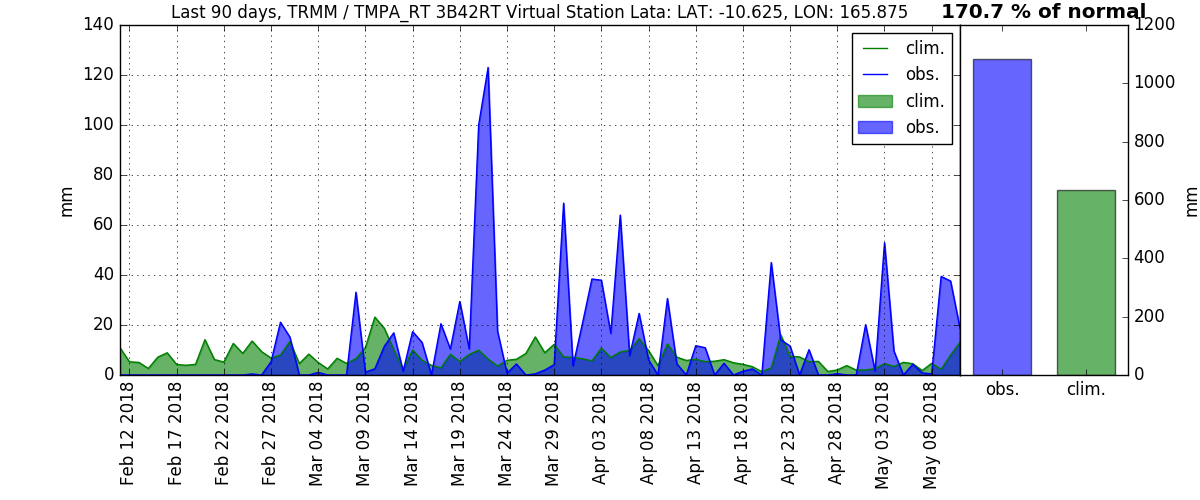 Last 90 days, TRMM / TMPA_RT 3B42RT Virtual Station Lata: LAT: -10.625, LON: 165.875
170.7 % of normal
140
120
100
80
60
40
20
0
mm
clim.
obs.
clim.
obs.
Feb 12 2018
Feb 17 2018
Feb 22 2018
Feb 27 2018
Mar 04 2018
Mar 09 2018
Mar 14 2018
Mar 19 2018
Mar 24 2018
Mar 29 2018
Apr 03 2018
Apr 08 2018
Apr 13 2018
Apr 18 2018
Apr 23 2018
Apr 28 2018
May 03 2018
May 08 2018
1200
1000
800
600
400
200
0
mm
obs.
clim.